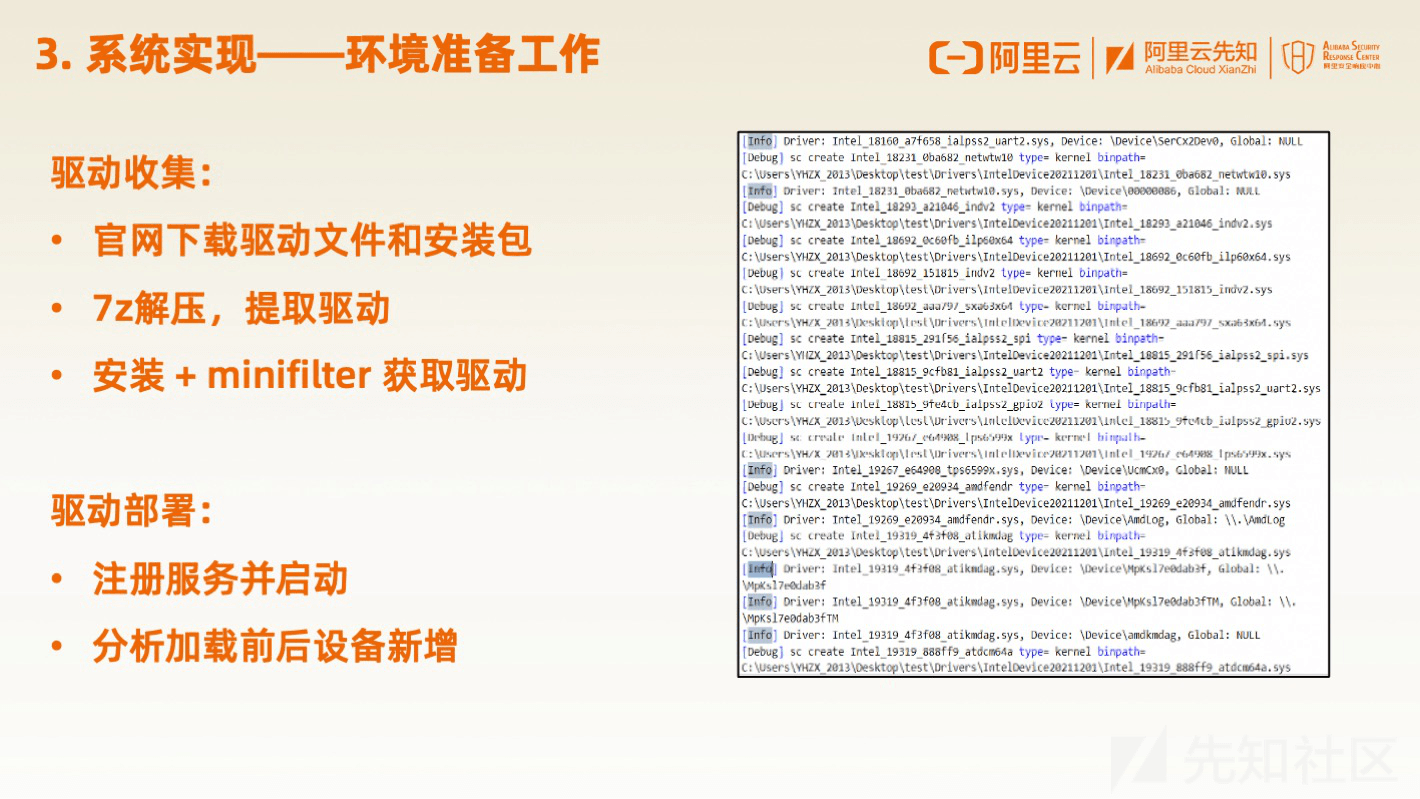 3. 系统实现——环境准备工作
阿里云
阿里云先知
Alibaba Cloud XianZhi
ALIBABA SECURITY
RESPONSE CENTER
阿里安全响应中心
驱动收集：
• 官网下载驱动文件和安装包
• 7z解压，提取驱动
• 安装 + minifilter 获取驱动
驱动部署：
• 注册服务并启动
• 分析加载前后设备新增
[Info] Driver: Intel_18160_a7f658_ialpss2_uart2.sys, Device: \Device\SerCx2Dev0, Global: NULL
[Debug] sc create Intel_18231_0ba682_netwtw10 type= kernel binpath=
C:\Users\YHZX_2013\Desktop\test\Drivers\IntelDevice20211201\Intel_18231_0ba682_netwtw10.sys
[Info] Driver: Intel_18231_0ba682_netwtw10.sys, Device: \Device\00000086, Global: NULL
[Debug] sc create Intel_18293_a21046_indv2 type= kernel binpath=
C:\Users\YHZX_2013\Desktop\test\Drivers\IntelDevice20211201\Intel_18293_a21046_indv2.sys
[Debug] sc create Intel_18692_0c60fb_ilp60x64 type= kernel binpath=
C:\Users\YHZX_2013\Desktop\test\Drivers\IntelDevice20211201\Intel_18692_0c60fb_ilp60x64.sys
[Debug] sc create Intel_18692_151815_indv2 type= kernel binpath=
C:\Users\YHZX_2013\Desktop\test\Drivers\IntelDevice20211201\Intel_18692_151815_indv2.sys
[Debug] sc create Intel_18692_aaa797_sxa63x64 type= kernel binpath=
C:\Users\YHZX_2013\Desktop\test\Drivers\IntelDevice20211201\Intel_18692_aaa797_sxa63x64.sys
[Debug] sc create Intel_18815_291f56_ialpss2_spi type= kernel binpath=
C:\Users\YHZX_2013\Desktop\test\Drivers\IntelDevice20211201\Intel_18815_291f56_ialpss2_spi.sys
[Debug] sc create Intel_18815_9cfb81_ialpss2_uart2 type= kernel binpath=
C:\Users\YHZX_2013\Desktop\test\Drivers\IntelDevice20211201\Intel_18815_9cfb81_ialpss2_uart2.sys
[Debug] sc create Intel_18815_9fe4cb_ialpss2_gpio2 type= kernel binpath=
C:\Users\YHZX_2013\Desktop\test\Drivers\IntelDevice20211201\Intel_18815_9fe4cb_ialpss2_gpio2.sys
[Debug] sc create Intel_19267_e64908_tps6599x type= kernel binpath=
C:\Users\YHZX_2013\Desktop\test\Drivers\IntelDevice20211201\Intel_19267_e64908_tps6599x.sys
[Info] Driver: Intel_19267_e64908_tps6599x.sys, Device: \Device\UcmCx0, Global: NULL
[Debug] sc create Intel_19269_e20934_amdfendr type= kernel binpath=
C:\Users\YHZX_2013\Desktop\test\Drivers\IntelDevice20211201\Intel_19269_e20934_amdfendr.sys
[Info] Driver: Intel_19269_e20934_amdfendr.sys, Device: \Device\AmdLog, Global: \\.\AmdLog
[Debug] sc create Intel_19319_4f3f08_atikmdag type= kernel binpath=
C:\Users\YHZX_2013\Desktop\test\Drivers\IntelDevice20211201\Intel_19319_4f3f08_atikmdag.sys
[Info] Driver: Intel_19319_4f3f08_atikmdag.sys, Device: \Device\MpKsl7e0dab3f, Global: \\.
\MpKsl7e0dab3f
[Info] Driver: Intel_19319_4f3f08_atikmdag.sys, Device: \Device\MpKsl7e0dab3fTM, Global: \\.
\MpKsl7e0dab3fTM
[Info] Driver: Intel_19319_4f3f08_atikmdag.sys, Device: \Device\amdkmdag, Global: NULL
[Debug] sc create Intel_19319_888ff9_atdcm64a type= kernel binpath=
C:\Users\YHZX_2013\Desktop\test\Drivers\IntelDevice20211201\Intel_19319_888ff9_atdcm64a.sys
先知社区